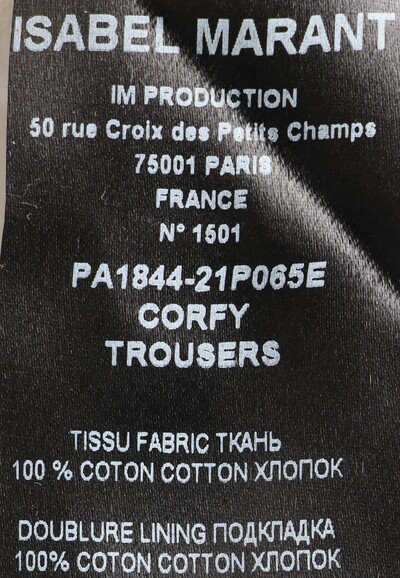 ISABEL MARANT
IM PRODUCTION
50 rue Croix des Petits Champs
75001 PARIS
FRANCE
N° 1501
PA1844-21P065E
CORFY
TROUSERS
TISSU FABRIC ТКАНЬ
100 % COTON COTTON ХЛОПОК
DOUBLURE LINING ПОДКЛАДКА
100% COTON COTTON ХЛОПОК